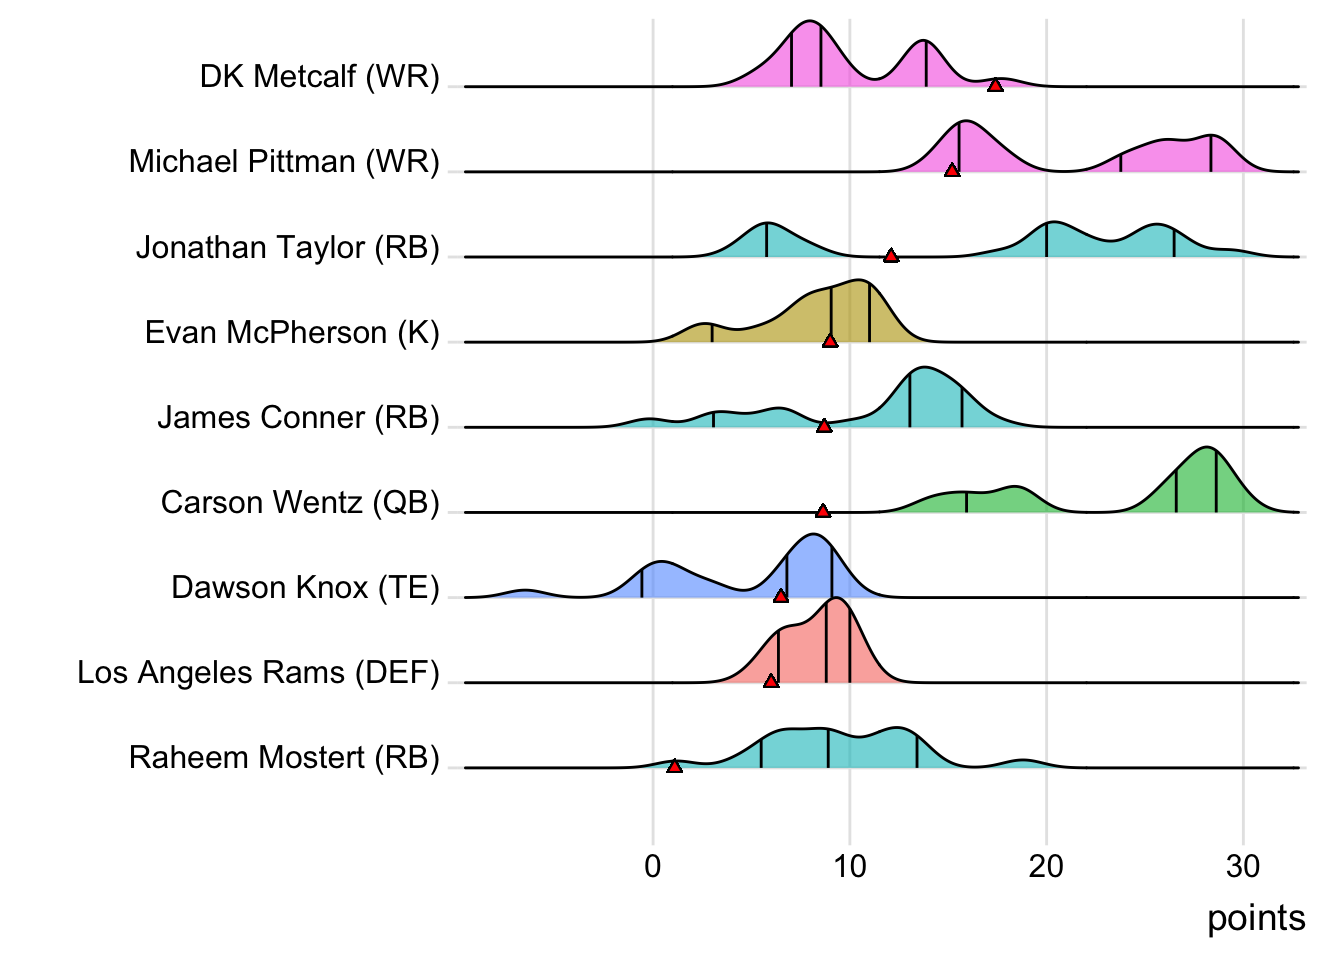 DK Metcalf (WR)
Michael Pittman (WR)
Jonathan Taylor (RB)
Evan McPherson (K)
James Conner (RB)
Carson Wentz (QB)
Dawson Knox (TE)
Los Angeles Rams (DEF)
Raheem Mostert (RB)
0 10 20 30
points